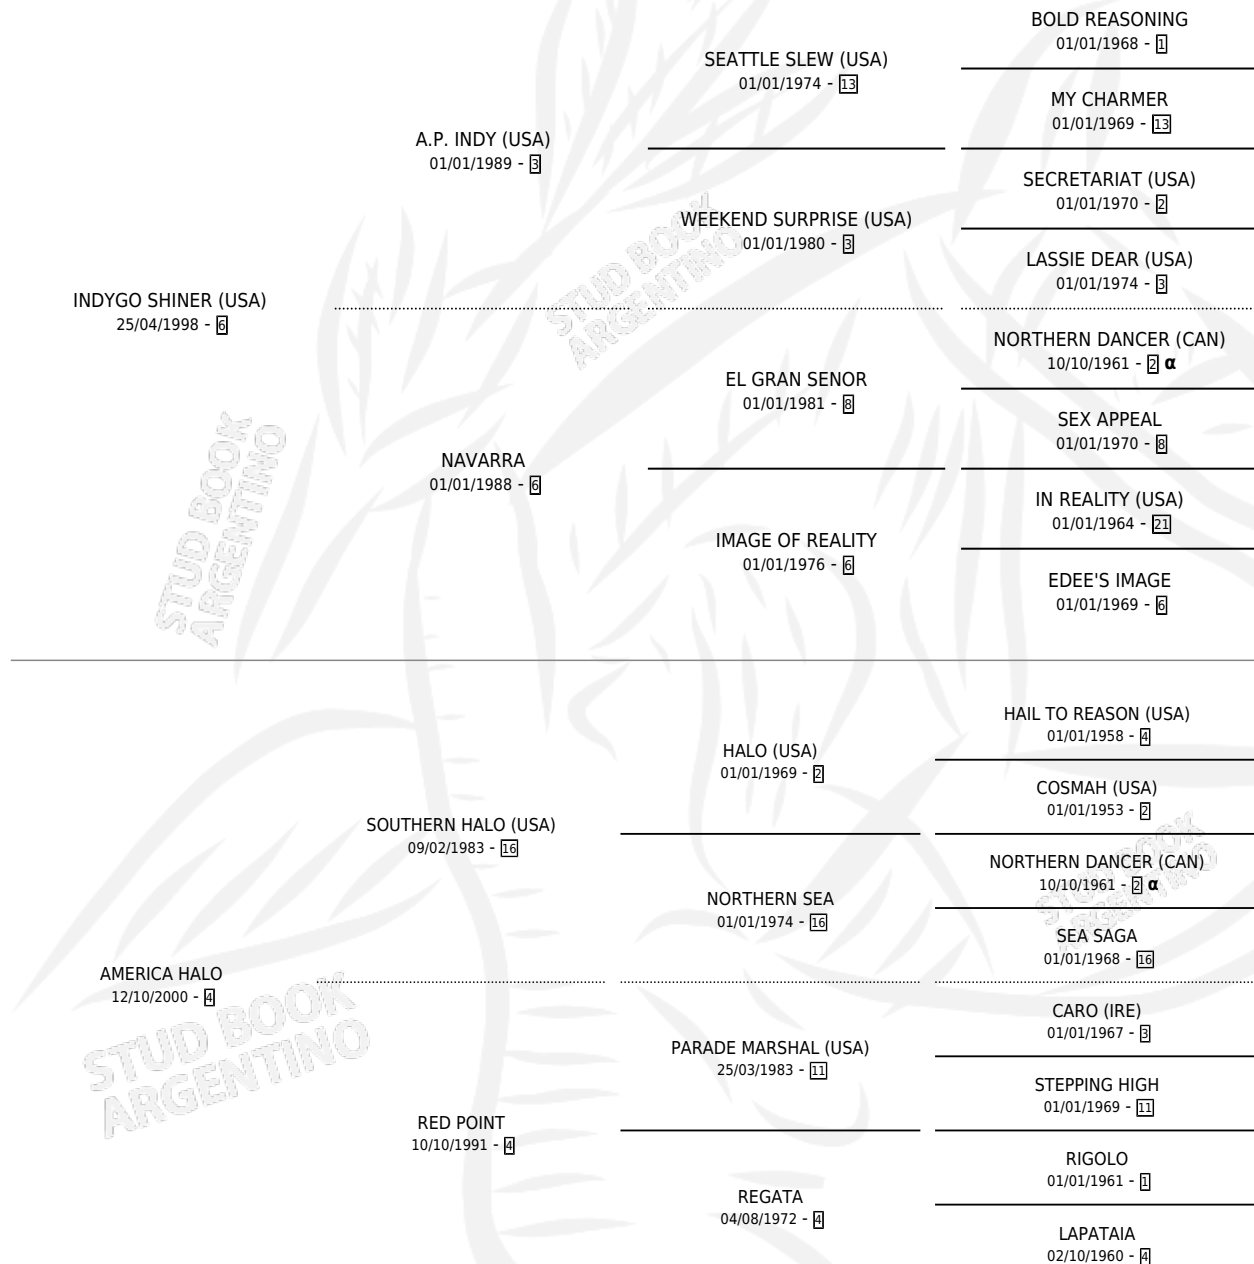 BOLD REASONING
01/01/1968 - 1
SEATTLE SLEW (USA)
01/01/1974 - 13
MY CHARMER
01/01/1969 - 13
A.P. INDY (USA)
01/01/1989 - 3
SECRETARIAT (USA)
01/01/1970 - 2
WEEKEND SURPRISE (USA)
01/01/1980 - 3
LASSIE DEAR (USA)
01/01/1974 - 3
INDYGO SHINER (USA)
25/04/1998 - 6
NORTHERN DANCER (CAN)
10/10/1961 - 2 α
EL GRAN SENOR
01/01/1981 - 8
SEX APPEAL
01/01/1970 - 8
NAVARRA
01/01/1988 - 6
IN REALITY (USA)
01/01/1964 - 21
IMAGE OF REALITY
01/01/1976 - 6
EDEE'S IMAGE
01/01/1969 - 6
HAIL TO REASON (USA)
01/01/1958 - 4
HALO (USA)
01/01/1969 - 2
COSMAH (USA)
01/01/1953 - 2
SOUTHERN HALO (USA)
09/02/1983 - 16
NORTHERN DANCER (CAN)
10/10/1961 - 2 α
NORTHERN SEA
01/01/1974 - 16
SEA SAGA
01/01/1968 - 16
AMERICA HALO
12/10/2000 - 4
CARO (IRE)
01/01/1967 - 3
PARADE MARSHAL (USA)
25/03/1983 - 11
STEPPING HIGH
01/01/1969 - 11
RED POINT
10/10/1991 - 4
RIGOLO
01/01/1961 - 1
REGATA
04/08/1972 - 4
LAPATAIA
02/10/1960 - 4
STUD BOOK
ARGENTINO
STUD BOOK
ARGENTINO
STUD BOOK
ARGENTINO
STUD BOOK
ARGENTINO